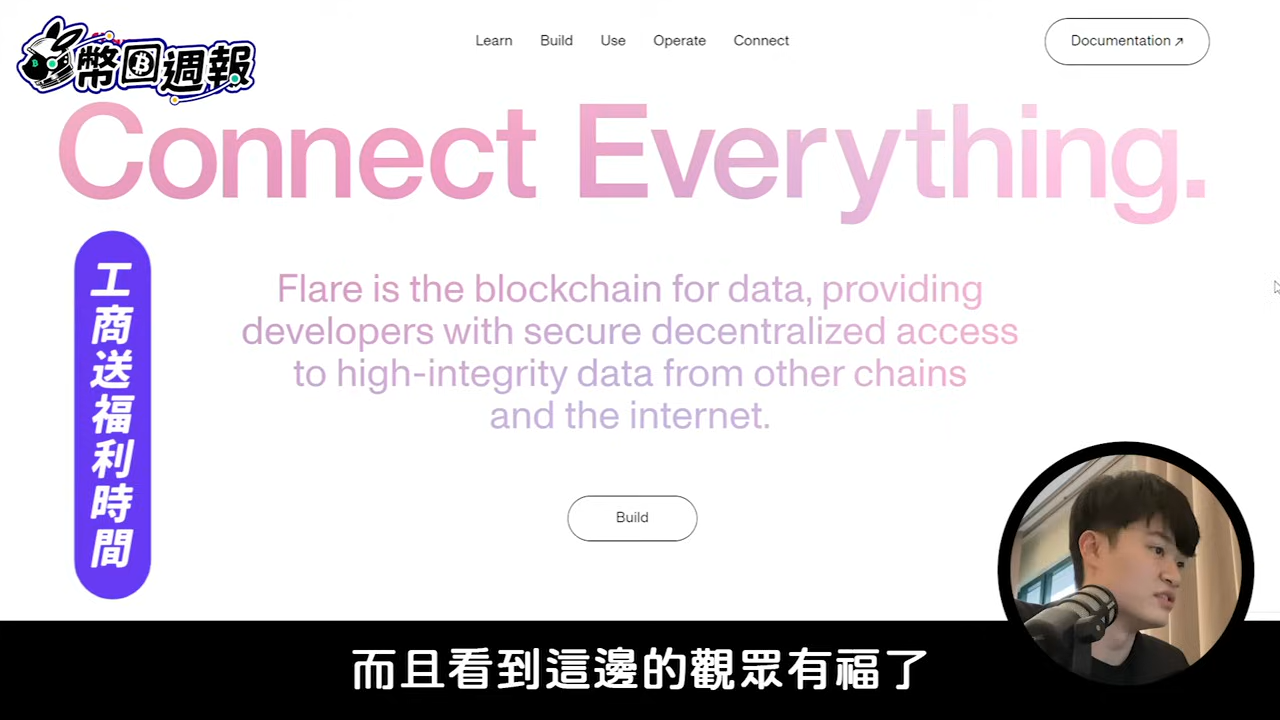 幣回週報
Learn
Build
Use
Operate
Connect
Documentation ↗
Connect Everything.
工商送福利時間
Flare is the blockchain for data, providing
developers with secure decentralized access
to high-integrity data from other chains
and the internet.
Build
而且看到這邊的觀眾有福了